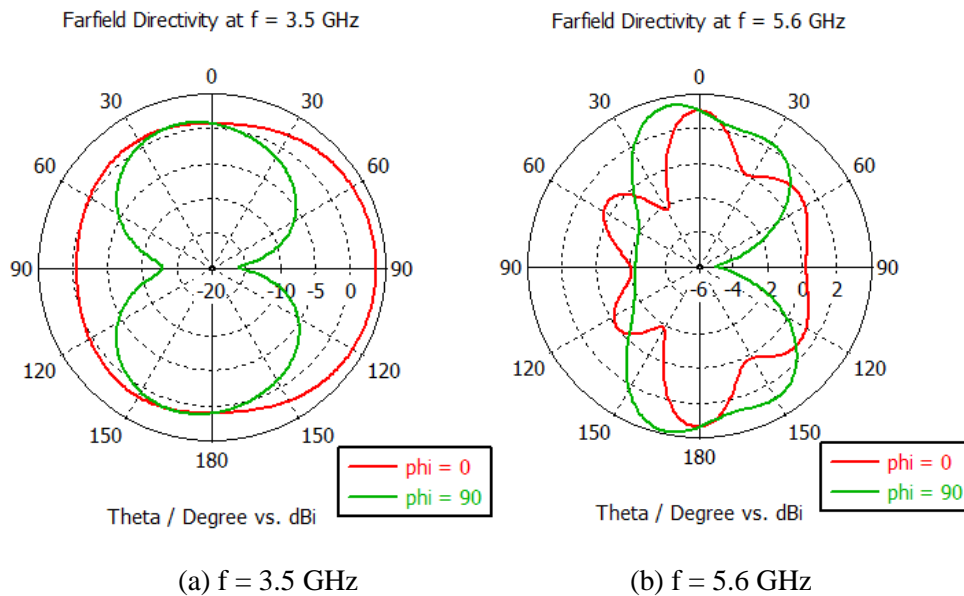 Farfield Directivity at f = 3.5 GHz
0
30 30
60 60
90 -20 -10 -5 0 90
120 120
150 150
180
phi = 0
phi = 90
Theta / Degree vs. dBi
(a) f = 3.5 GHz
Farfield Directivity at f = 5.6 GHz
0
30 30
60 60
90 -6 -4 -2 0 2 90
120 120
150 150
180
phi = 0
phi = 90
Theta / Degree vs. dBi
(b) f = 5.6 GHz